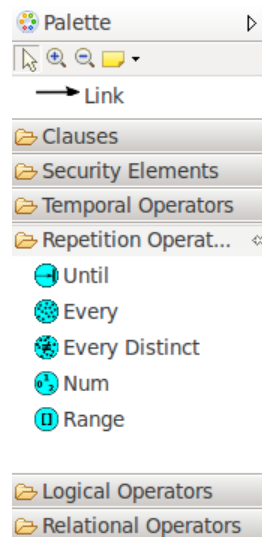 Palette
Link
Clauses
Security Elements
Temporal Operators
Repetition Operat...
Until
Every
Every Distinct
Num
Range
Logical Operators
Relational Operators